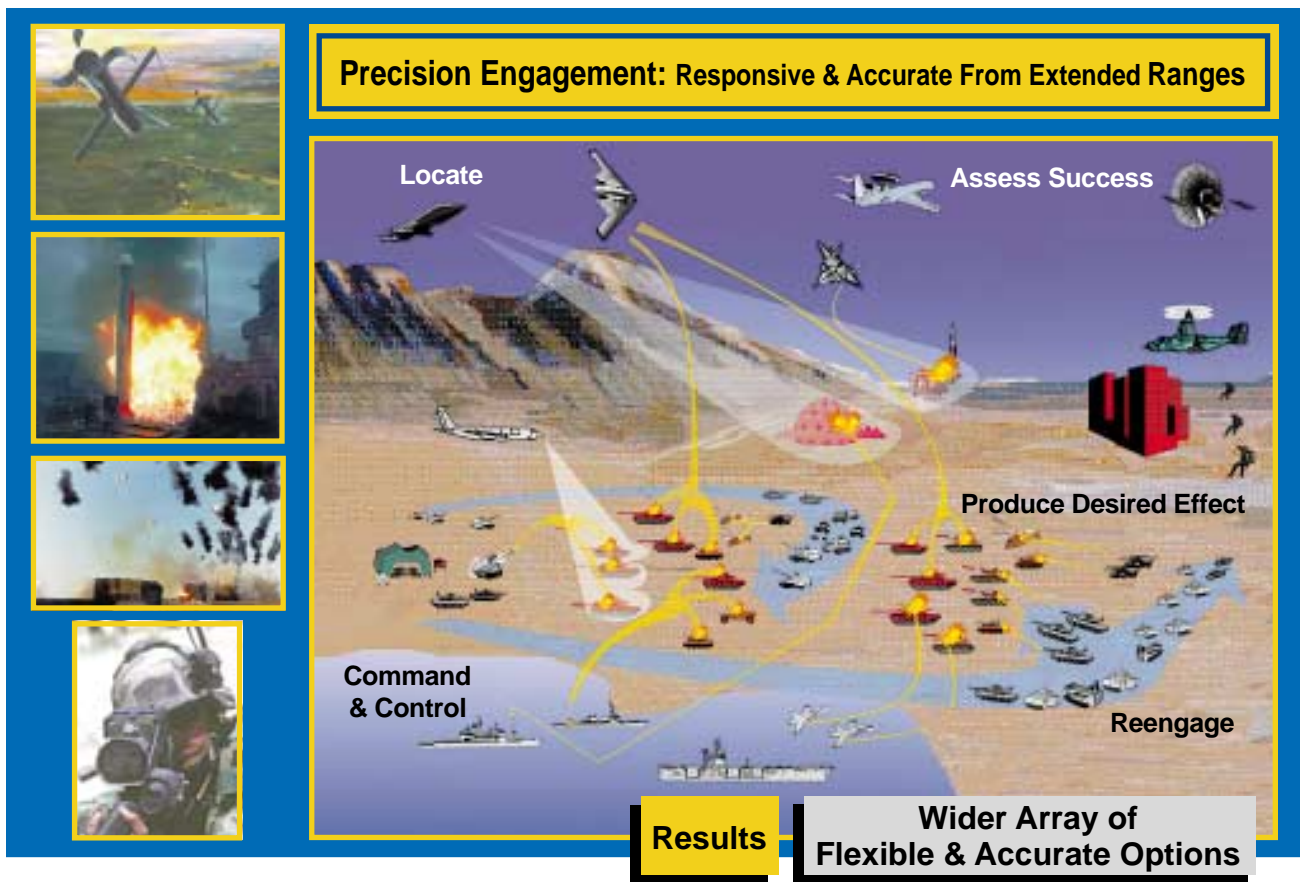 Precision Engagement: Responsive & Accurate From Extended Ranges
Locate
Assess Success
Produce Desired Effect
Command
& Control
Reengage
Results
Wider Array of
Flexible & Accurate Options